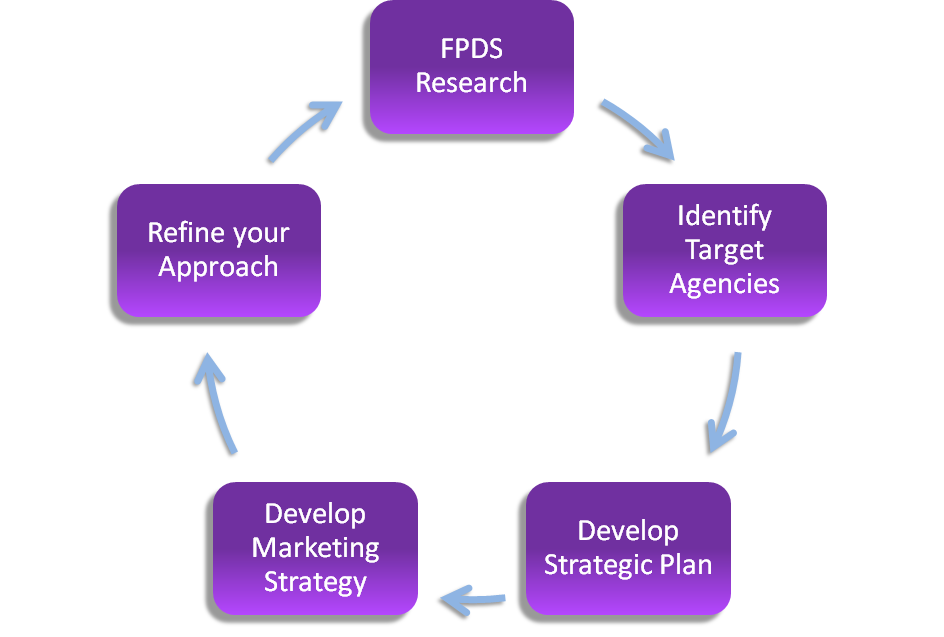 FPDS
Research
Identify
Target
Agencies
Develop
Strategic Plan
Develop
Marketing
Strategy
Refine your
Approach